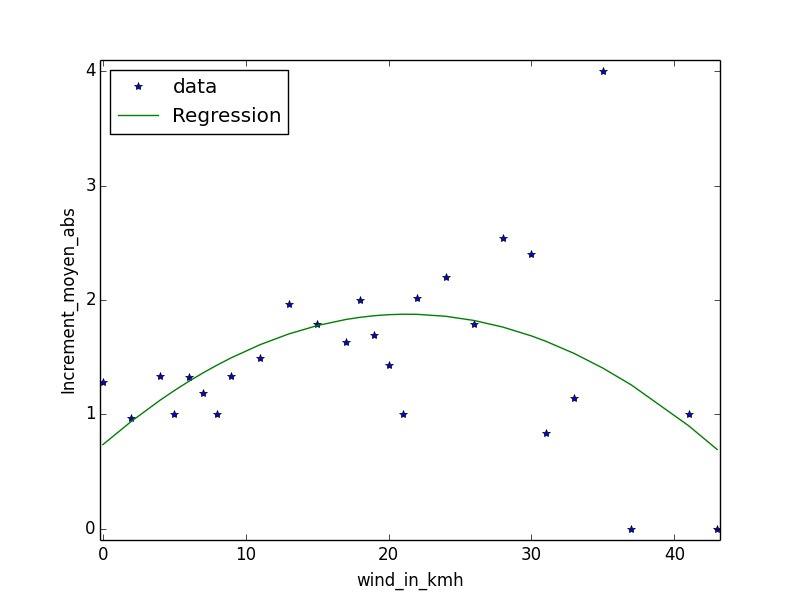 data
Regression
4
3
2
1
0
Increment_moyen_abs
0 10 20 30 40
wind_in_kmh